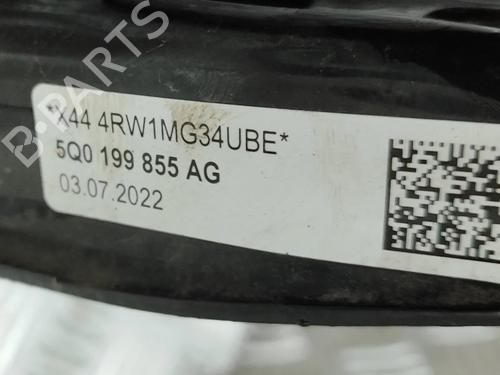 B-PARTS
*X44 4RW1MG34UBE*
5Q0 199 855 AG
03.07.2022